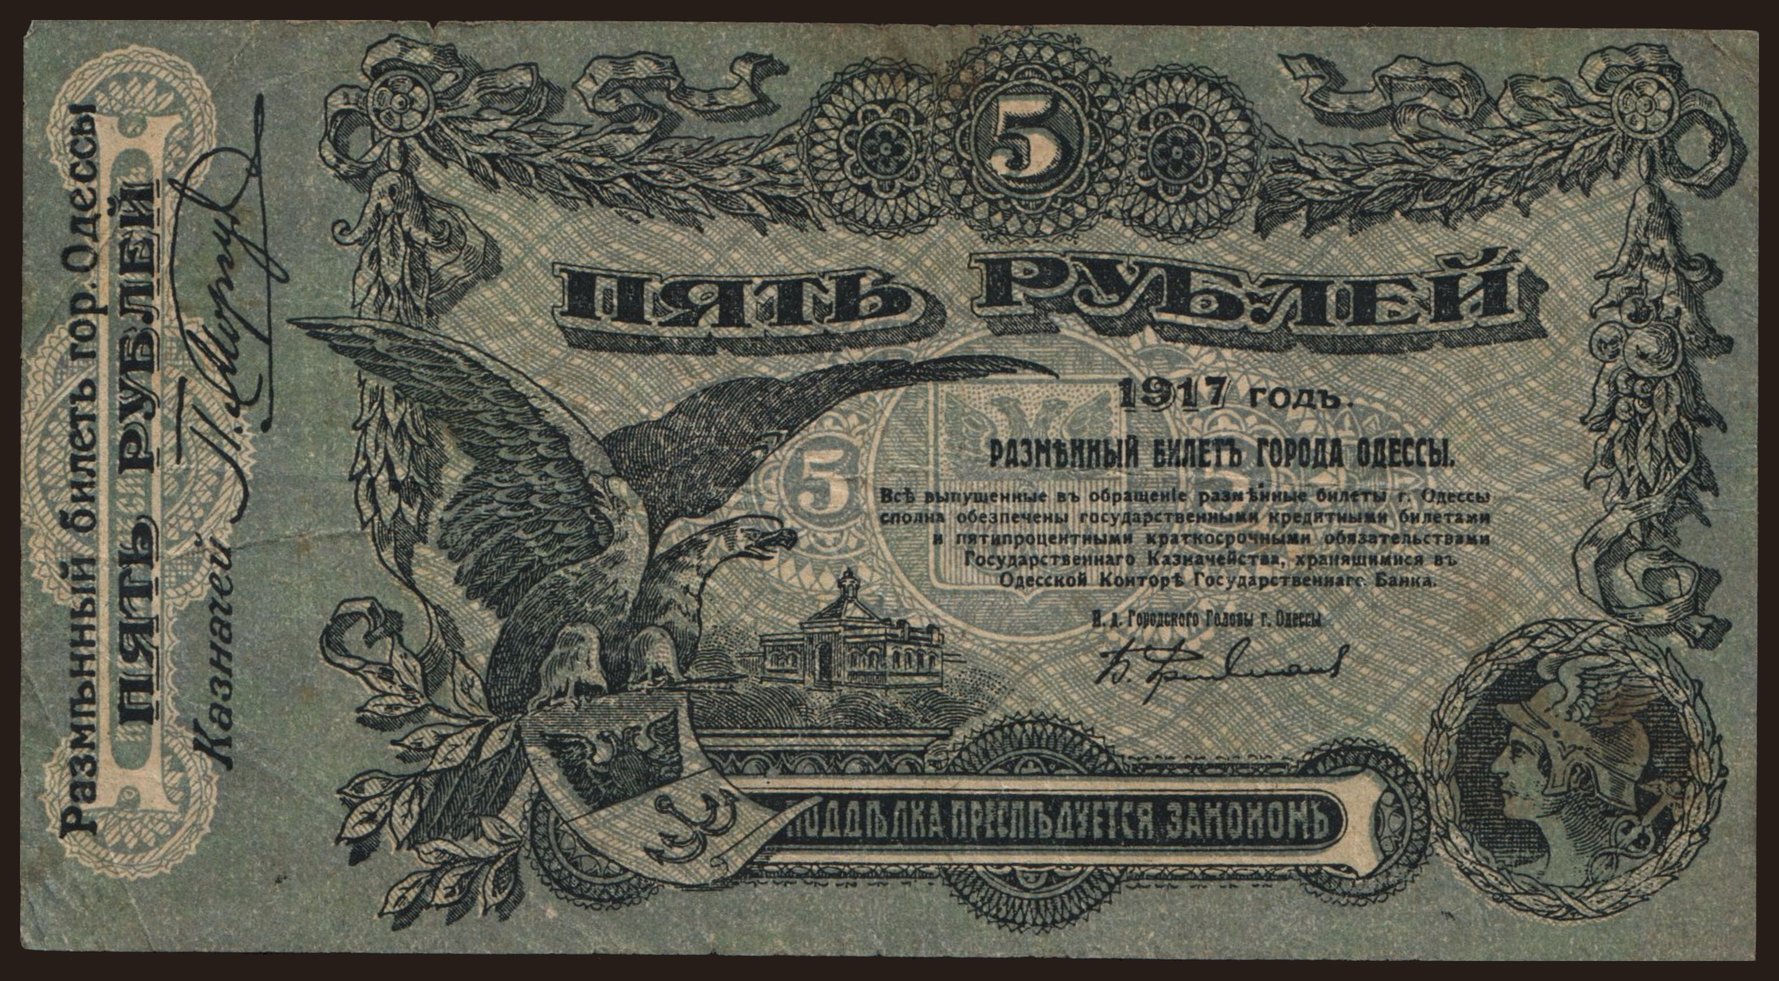 Размѣнный билетъ гор. Одессы
ПЯТЬ РУБЛЕЙ
Казначей
5
ПЯТЬ РУБЛЕЙ
1917 годъ.
РАЗМѢННЫЙ БИЛЕТЪ ГОРОДА ОДЕССЫ.
5
Всѣ выпущенные въ обращеніе размѣнные билеты г. Одессы
сполна обезпечены государственными кредитными билетами
и пятипроцентными краткосрочными обязательствами
Государственнаго Казначейства, хранящимися въ
Одесской Конторѣ Государственнаго Банка.
И. д. Городского Головы г. Одессы
ПОДДѢЛКА ПРЕСЛѢДУЕТСЯ ЗАКОНОМЪ